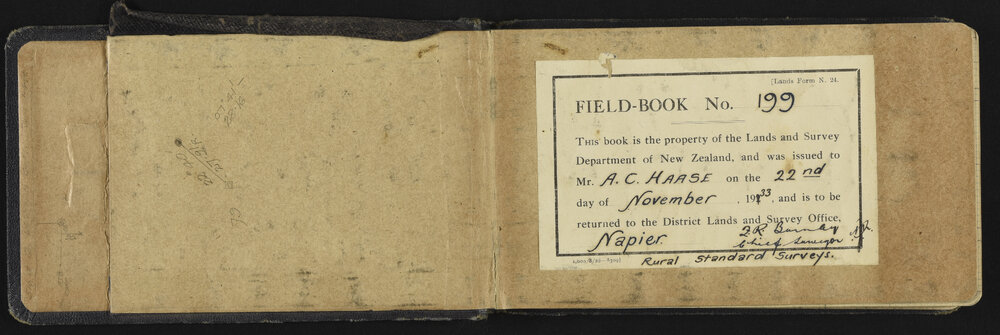 [Lands Form N. 24.
FIELD-BOOK No. 199
THIS book is the property of the Lands and Survey
Department of New Zealand, and was issued to
Mr. A. C. HAASE on the 22nd
day of November, 1933, and is to be
returned to the District Lands and Survey Office,
Napier.
Chief Surveyor
Rural Standard Surveys.